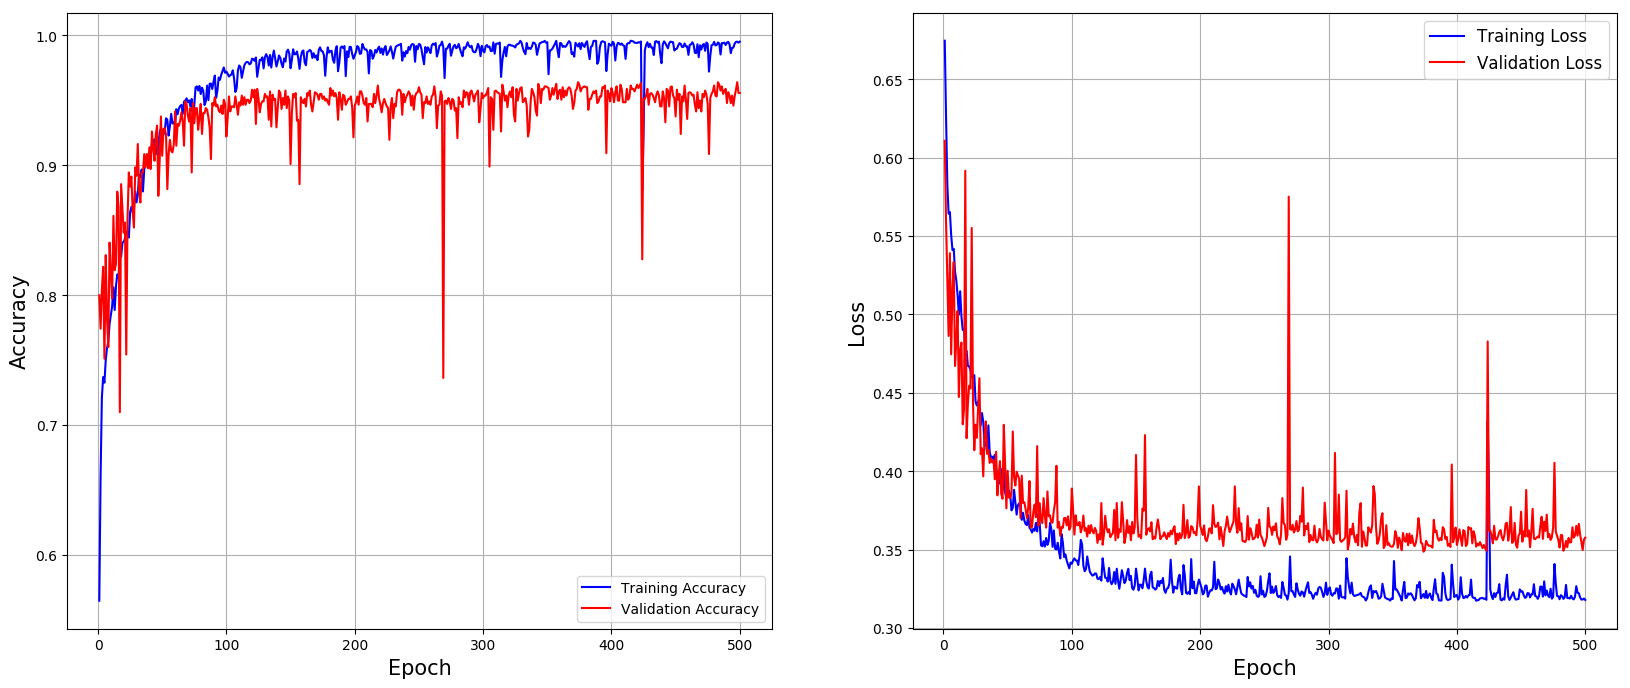 1.0
0.9
0.8
0.7
0.6
Accuracy
0 100 200 300 400 500
Epoch
Training Accuracy
Validation Accuracy
0.65
0.60
0.55
0.50
0.45
0.40
0.35
0.30
Loss
0 100 200 300 400 500
Epoch
Training Loss
Validation Loss